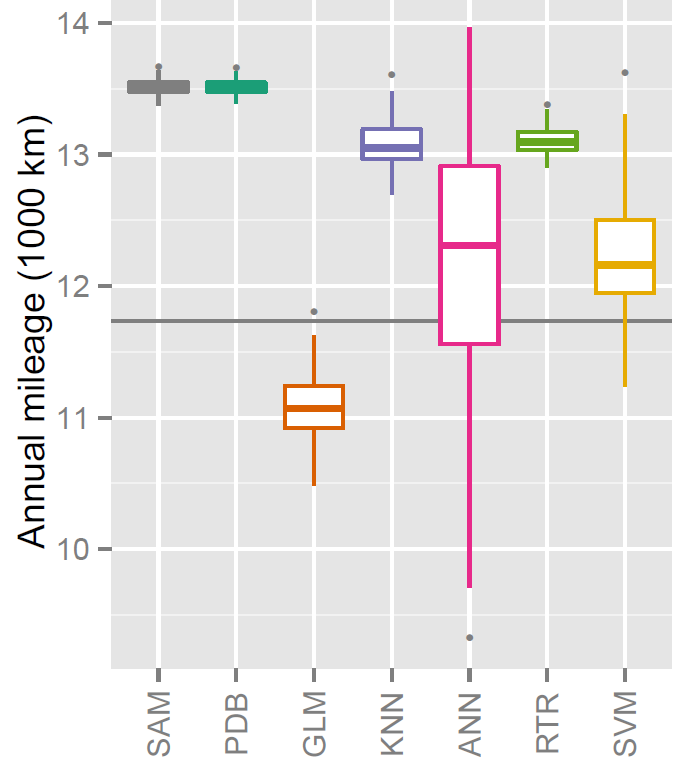 Annual mileage (1000 km)
14
13
12
11
10
SAM
PDB
GLM
KNN
ANN
RTR
SVM